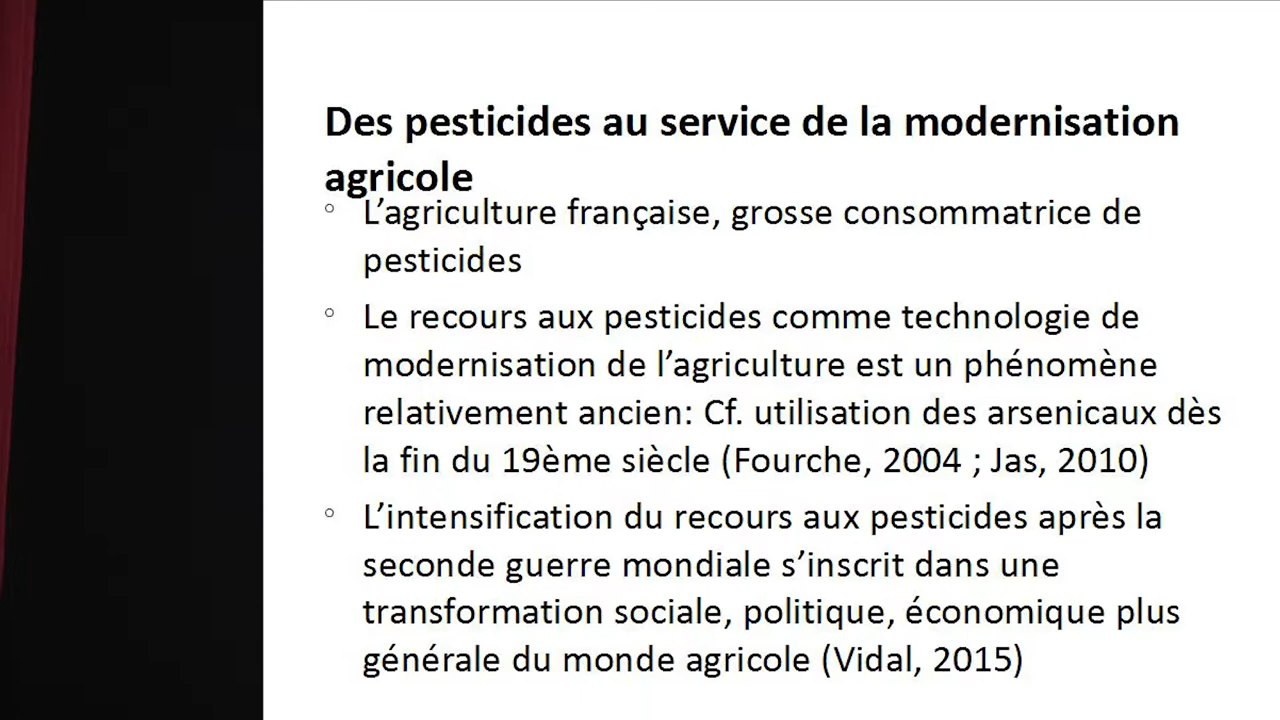 Des pesticides au service de la modernisation
agricole
◦ L’agriculture française, grosse consommatrice de
pesticides
◦ Le recours aux pesticides comme technologie de
modernisation de l’agriculture est un phénomène
relativement ancien: Cf. utilisation des arsenicaux dès
la fin du 19ème siècle (Fourche, 2004 ; Jas, 2010)
◦ L’intensification du recours aux pesticides après la
seconde guerre mondiale s’inscrit dans une
transformation sociale, politique, économique plus
générale du monde agricole (Vidal, 2015)